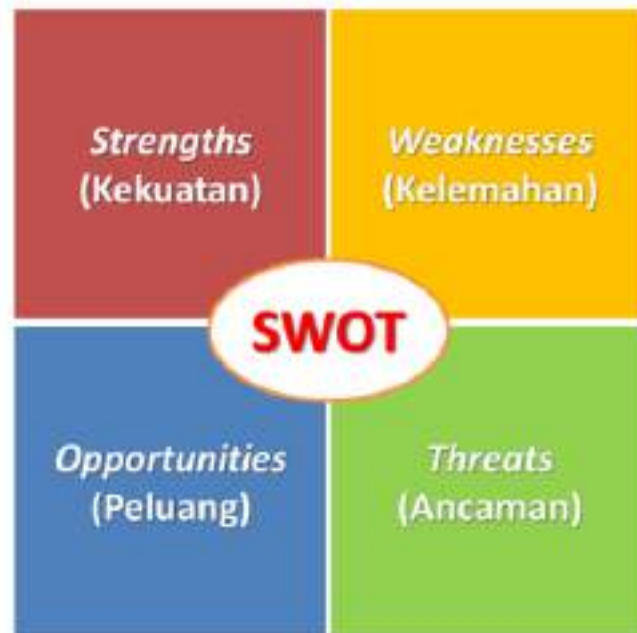 Strengths
(Kekuatan)
Weaknesses
(Kelemahan)
SWOT
Opportunities
(Peluang)
Threats
(Ancaman)